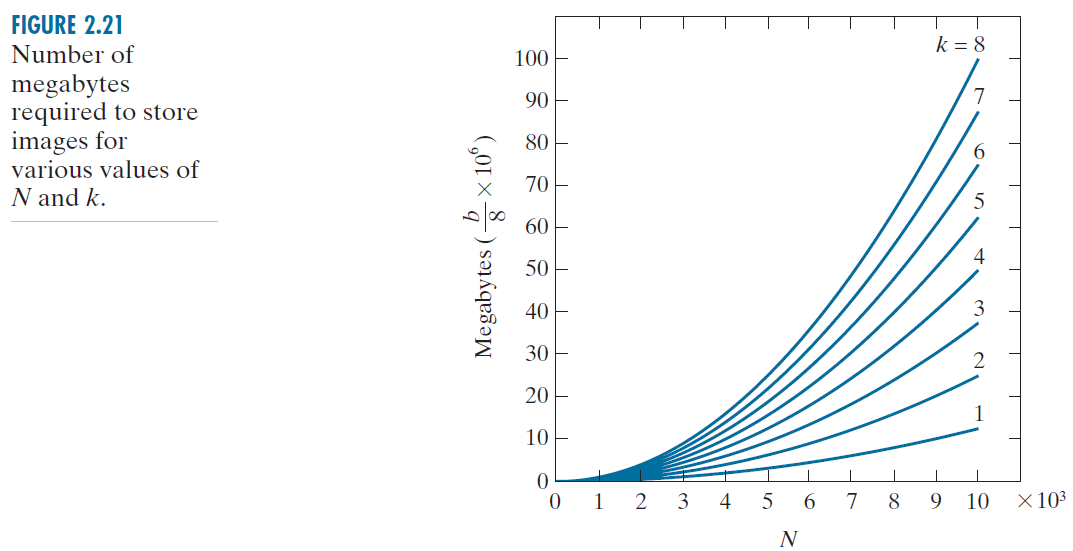 FIGURE 2.21
Number of
megabytes
required to store
images for
various values of
N and k.
Megabytes ( b/8 × 10⁶ )
100
90
80
70
60
50
40
30
20
10
0
k = 8
7
6
5
4
3
2
1
0 1 2 3 4 5 6 7 8 9 10 ×10³
N